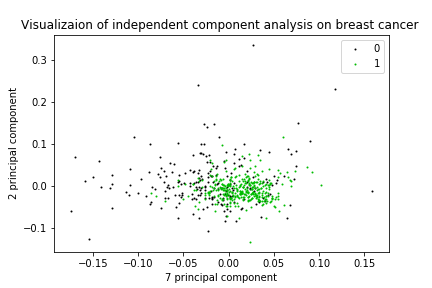 Visualizaion of independent component analysis on breast cancer
0
1
0.3
0.2
0.1
0.0
−0.1
2 principal component
−0.15 −0.10 −0.05 0.00 0.05 0.10 0.15
7 principal component